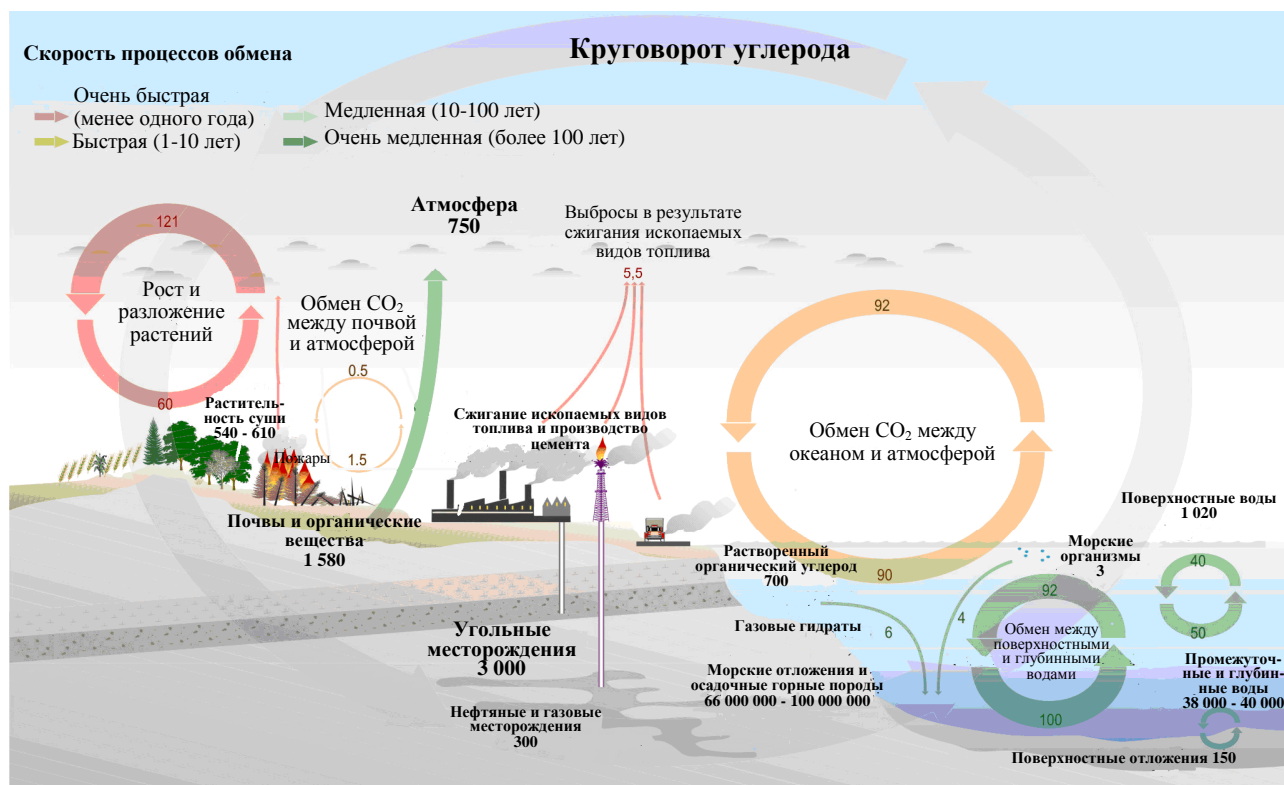 Круговорот углерода
Скорость процессов обмена
Очень быстрая
(менее одного года)
Быстрая (1-10 лет)
Медленная (10-100 лет)
Очень медленная (более 100 лет)
Атмосфера
750
Выбросы в результате
сжигания ископаемых
видов топлива
5,5
121
Рост и
разложение
растений
60
Обмен CO₂
между почвой
и атмосферой
0.5
1.5
Раститель-
ность суши
540 - 610
Пожары
Почвы и органические
вещества
1 580
Сжигание ископаемых видов
топлива и производство
цемента
92
Обмен CO₂ между
океаном и атмосферой
90
Поверхностные воды
1 020
Растворенный
органический углерод
700
Морские
организмы
3
40
50
92
Обмен между
поверхностными
и глубинными
водами
100
Газовые гидраты
6
4
Угольные
месторождения
3 000
Морские отложения и
осадочные горные породы
66 000 000 - 100 000 000
Промежуточ-
ные и глубин-
ные воды
38 000 - 40 000
Нефтяные и газовые
месторождения
300
Поверхностные отложения 150